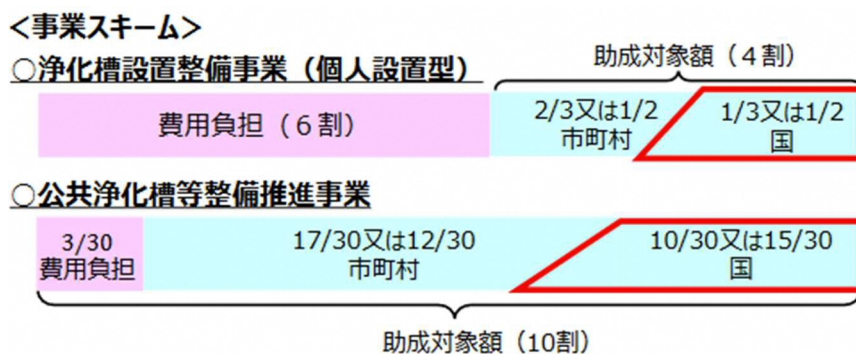 ＜事業スキーム＞
○浄化槽設置整備事業（個人設置型）
助成対象額（４割）
費用負担（６割）
2/3又は1/2
市町村
1/3又は1/2
国
○公共浄化槽等整備推進事業
3/30
費用負担
17/30又は12/30
市町村
10/30又は15/30
国
助成対象額（10割）